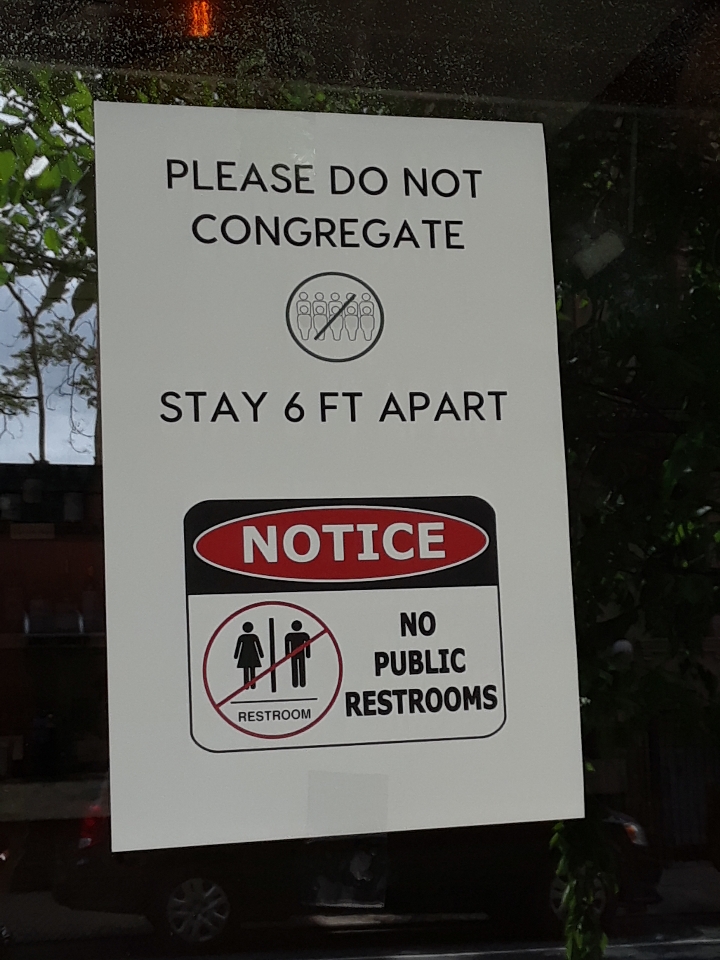 PLEASE DO NOT
CONGREGATE
STAY 6 FT APART
NOTICE
NO
PUBLIC
RESTROOMS
RESTROOM